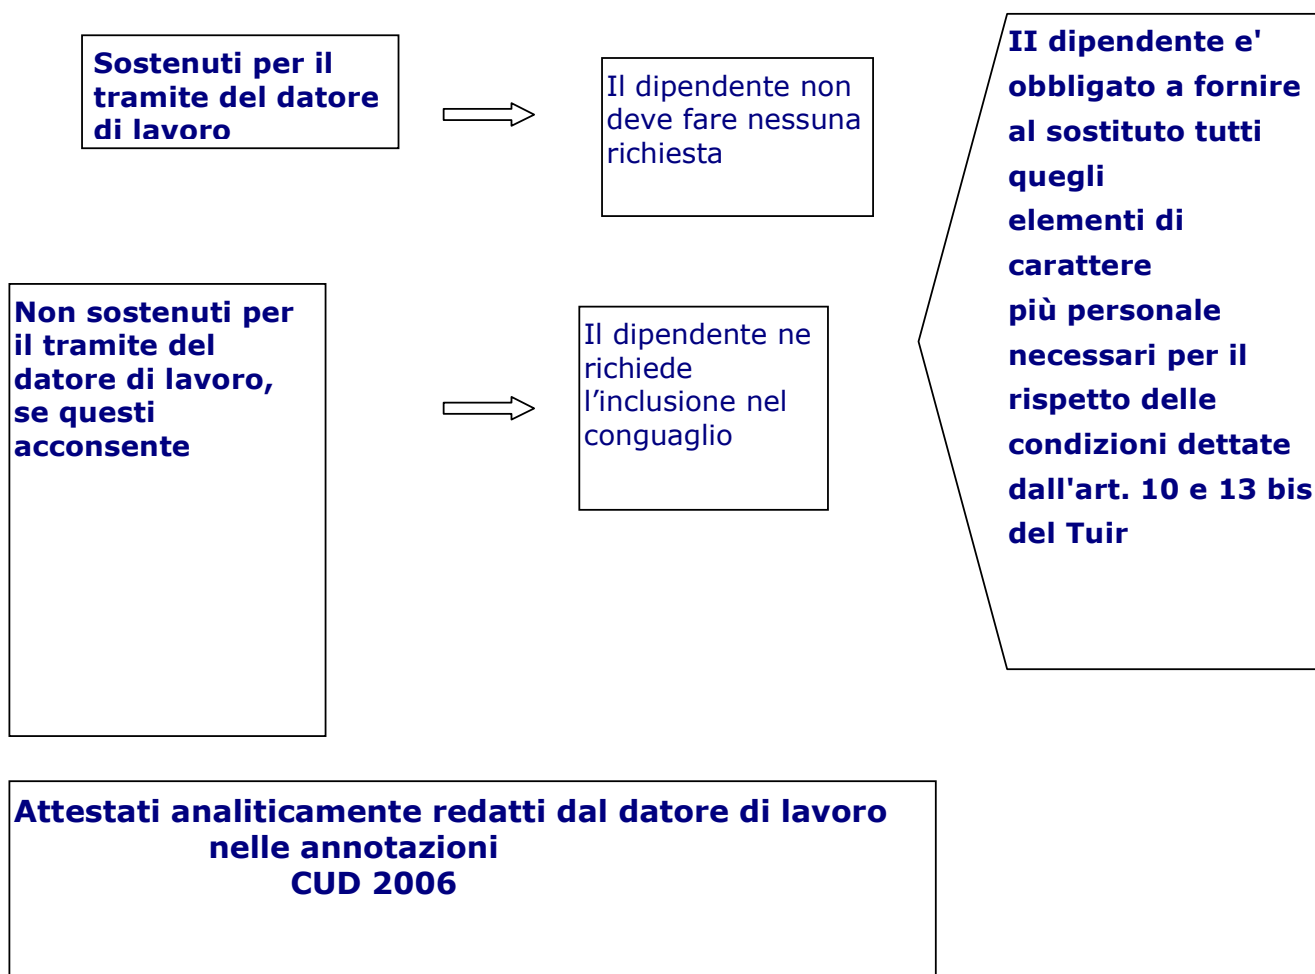 Sostenuti per il
tramite del datore
di lavoro
Il dipendente non
deve fare nessuna
richiesta
Non sostenuti per
il tramite del
datore di lavoro,
se questi
acconsente
Il dipendente ne
richiede
l’inclusione nel
conguaglio
II dipendente e'
obbligato a fornire
al sostituto tutti
quegli
elementi di
carattere
più personale
necessari per il
rispetto delle
condizioni dettate
dall'art. 10 e 13 bis
del Tuir
Attestati analiticamente redatti dal datore di lavoro
nelle annotazioni
CUD 2006